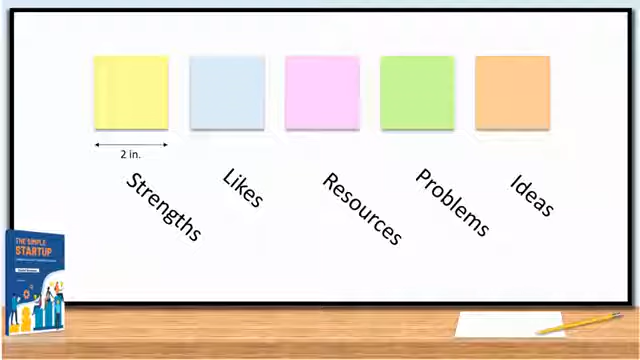 2 in.
Strengths
Likes
Resources
Problems
Ideas
THE SIMPLE
STARTUP